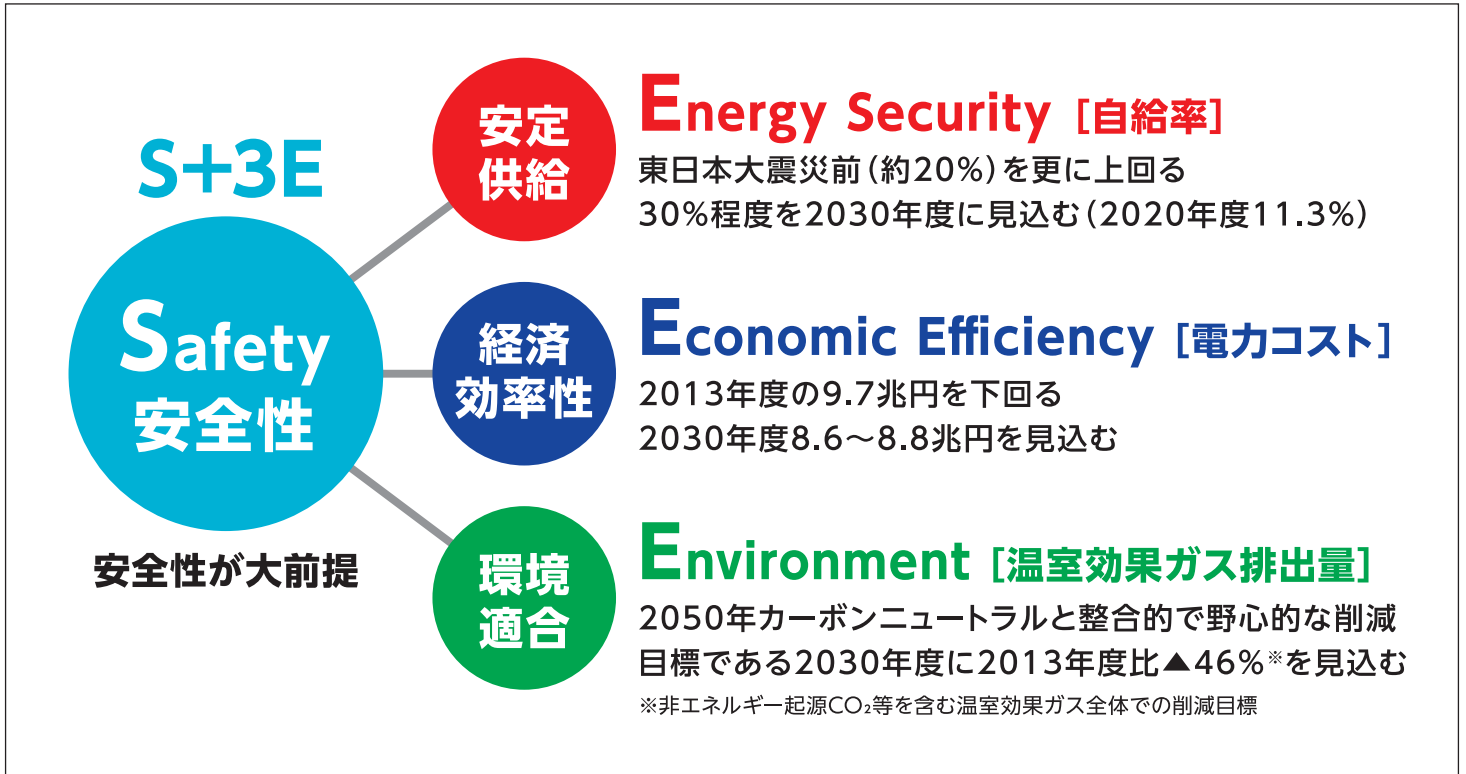 S+3E
Safety
安全性
安全性が大前提
安定
供給
Energy Security [自給率]
東日本大震災前(約20%)を更に上回る
30%程度を2030年度に見込む(2020年度11.3%)
経済
効率性
Economic Efficiency [電力コスト]
2013年度の9.7兆円を下回る
2030年度8.6〜8.8兆円を見込む
環境
適合
Environment [温室効果ガス排出量]
2050年カーボンニュートラルと整合的で野心的な削減
目標である2030年度に2013年度比▲46%※を見込む
※非エネルギー起源CO₂等を含む温室効果ガス全体での削減目標